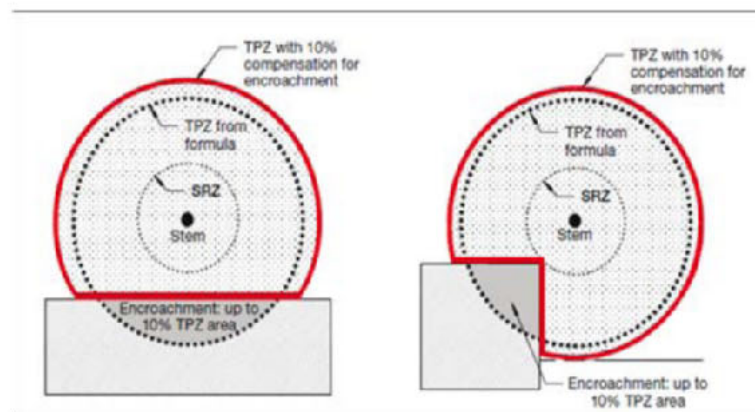 TPZ with 10%
compensation for
encroachment
TPZ from
formula
SRZ
Stem
Encroachment: up to
10% TPZ area
TPZ with 10%
compensation for
encroachment
TPZ from
formula
SRZ
Stem
Encroachment: up to
10% TPZ area